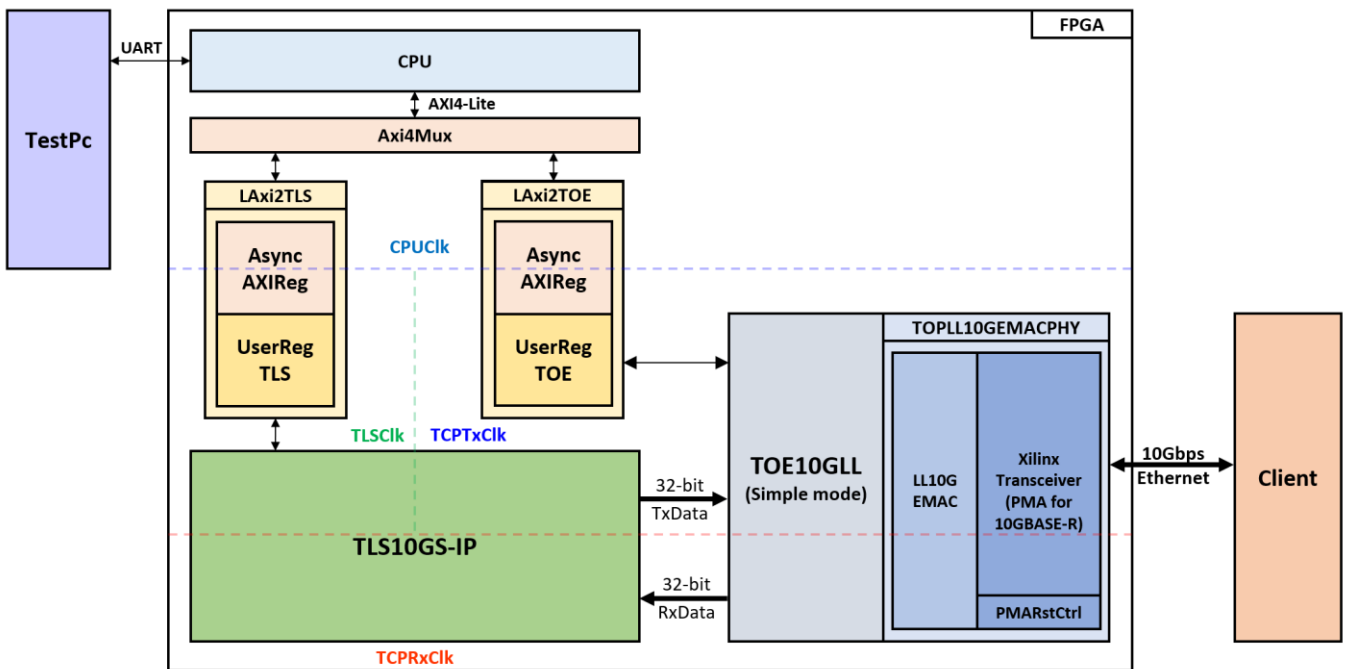 FPGA
UART
CPU
AXI4-Lite
TestPc
Axi4Mux
LAxi2TLS
LAxi2TOE
Async
AXIReg
CPUClk
Async
AXIReg
UserReg
TLS
UserReg
TOE
TOPLL10GEMACPHY
TLSClk
TCPTxClk
TOE10GLL
(Simple mode)
LL10G
EMAC
Xilinx
Transceiver
(PMA for
10GBASE-R)
10Gbps
Ethernet
Client
32-bit
TxData
TLS10GS-IP
32-bit
RxData
PMARstCtrl
TCPRxClk